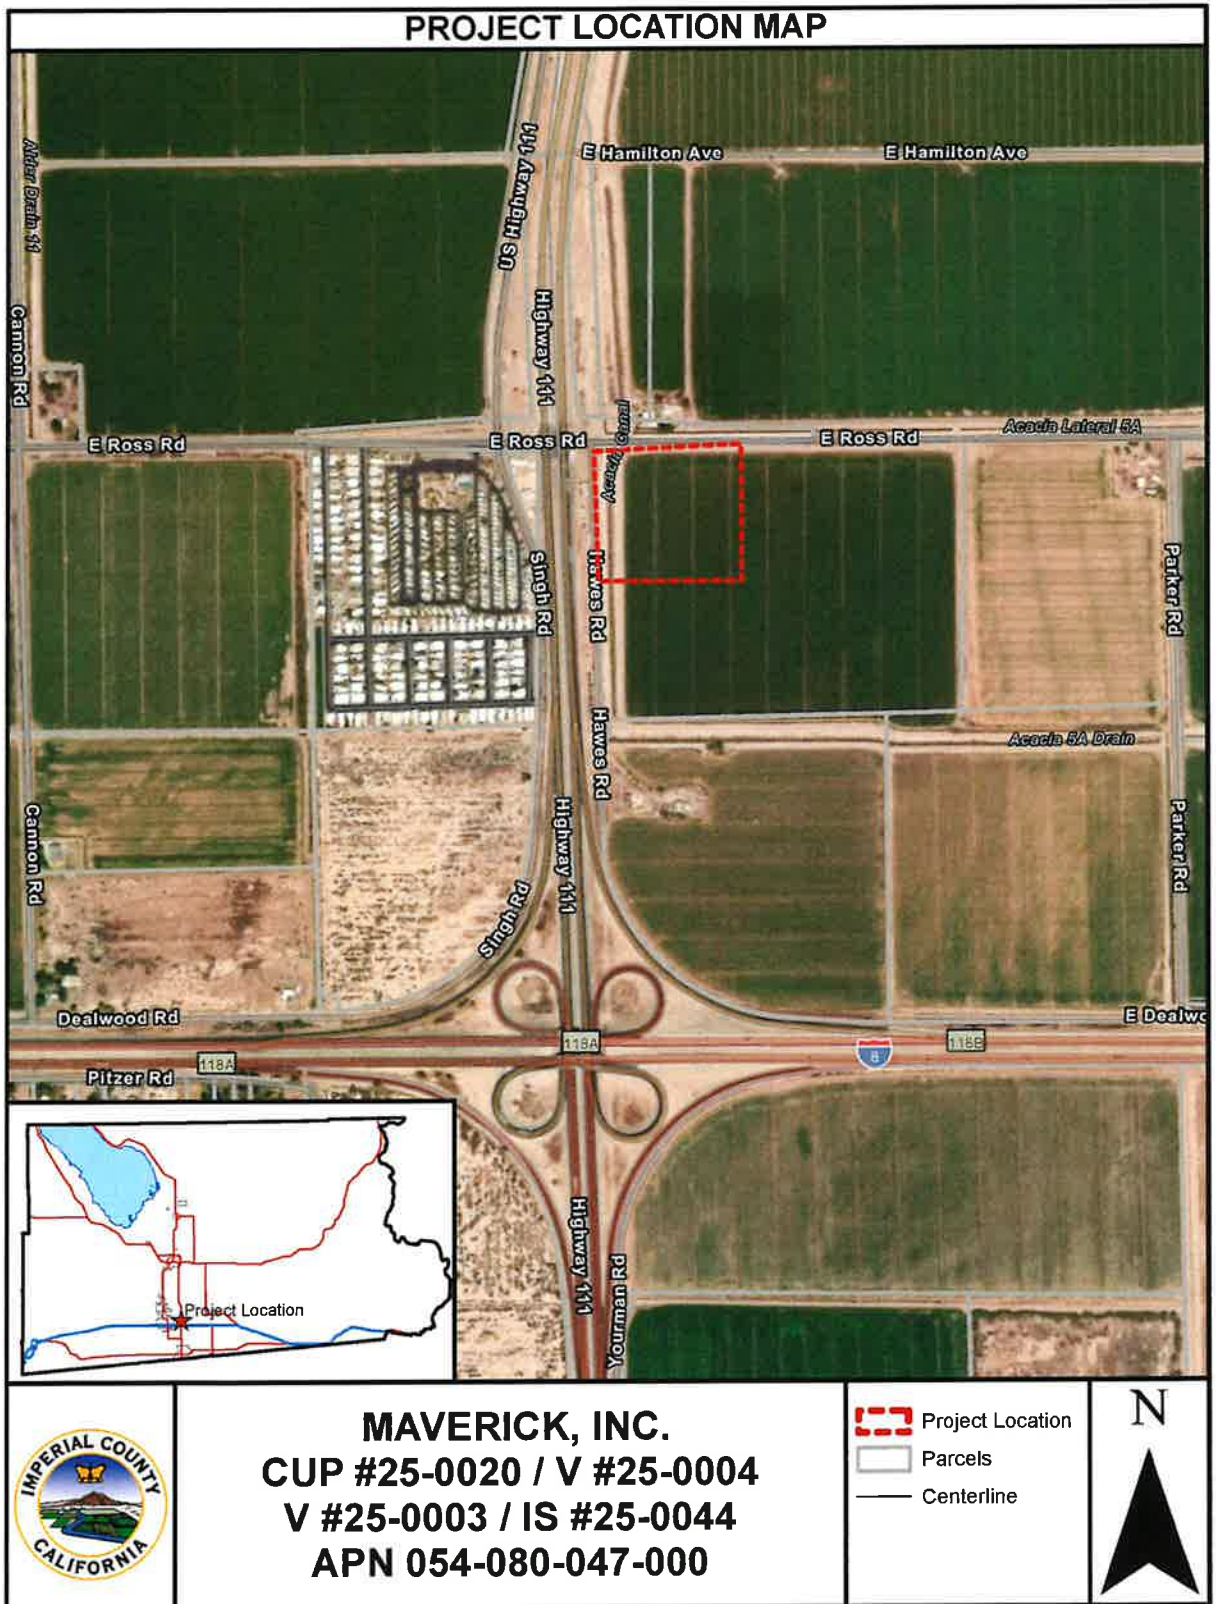 PROJECT LOCATION MAP
E Hamilton Ave
E Hamilton Ave
Alder Drain 11
US Highway 111
Highway 111
Cannon Rd
Acacia Canal
E Ross Rd
E Ross Rd
E Ross Rd
Acacia Lateral 5A
Singh Rd
Hawes Rd
Parker Rd
Hawes Rd
Acacia 5A Drain
Cannon Rd
Highway 111
Parker Rd
Singh Rd
Dealwood Rd
E Dealwo
118A
118B
8
118A
Pitzer Rd
Highway 111
Yourman Rd
Project Location
IMPERIAL COUNTY
CALIFORNIA
MAVERICK, INC.
CUP #25-0020 / V #25-0004
V #25-0003 / IS #25-0044
APN 054-080-047-000
Project Location
Parcels
Centerline
N